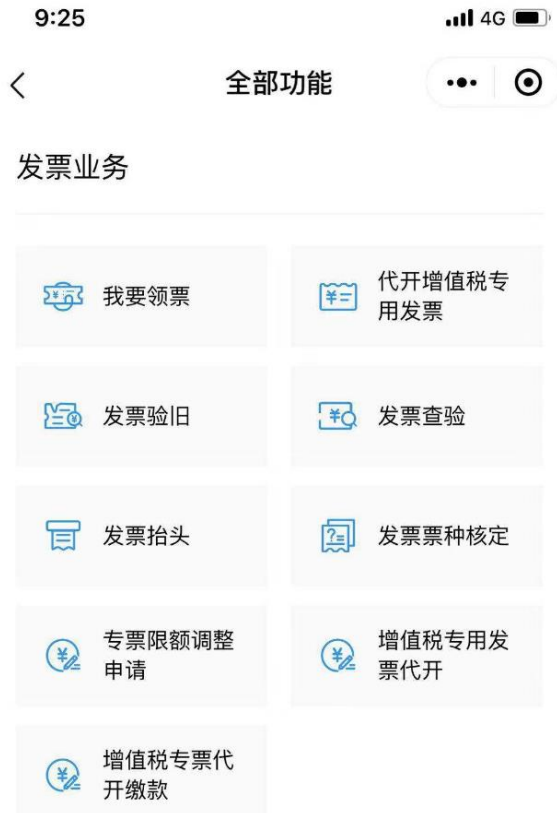 9:25
4G
全部功能
发票业务
我要领票
代开增值税专
用发票
发票验旧
发票查验
发票抬头
发票票种核定
专票限额调整
申请
增值税专用发
票代开
增值税专票代
开缴款